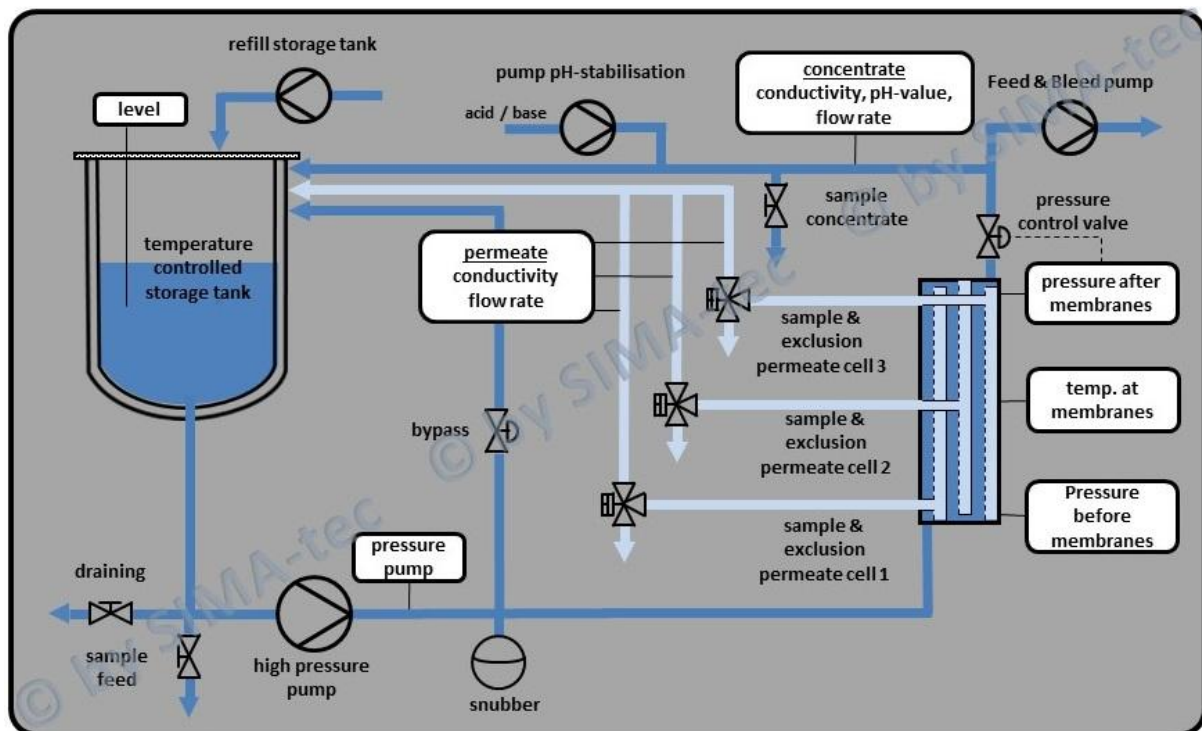 refill storage tank
level
pump pH-stabilisation
acid / base
concentrate
conductivity, pH-value,
flow rate
Feed & Bleed pump
temperature
controlled
storage tank
permeate
conductivity
flow rate
sample
concentrate
pressure
control valve
pressure after
membranes
sample &
exclusion
permeate cell 3
temp. at
membranes
bypass
sample &
exclusion
permeate cell 2
Pressure
before
membranes
sample &
exclusion
permeate cell 1
pressure
pump
draining
sample
feed
high pressure
pump
snubber
© by SIMA-tec
© by SIMA-tec
© by SIMA-tec